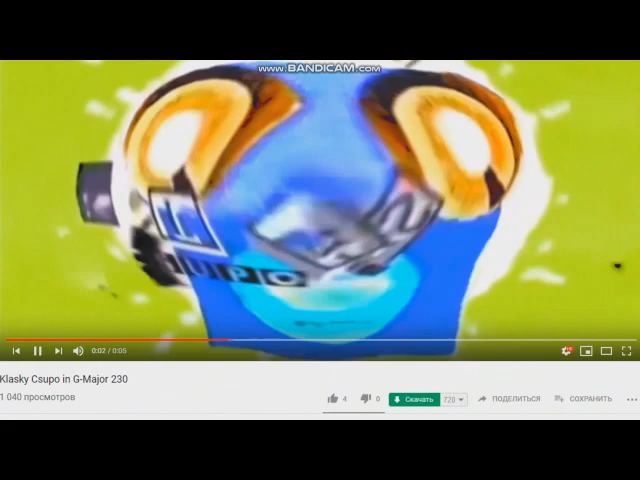 www.BANDICAM.com
UPO
0:02 / 0:05
Klasky Csupo in G-Major 230
1 040 просмотров
4
0
Скачать
720
ПОДЕЛИТЬСЯ
СОХРАНИТЬ